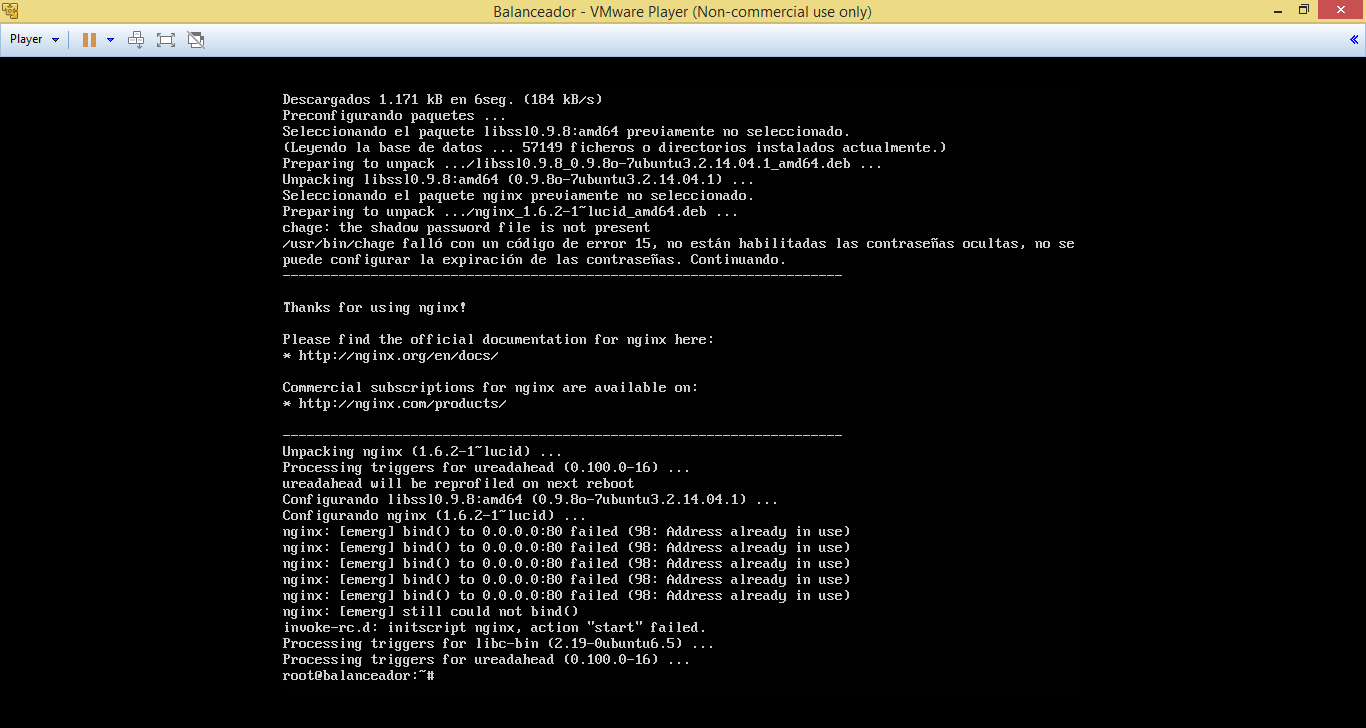 Balanceador - VMware Player (Non-commercial use only)
Player
Descargados 1.171 kB en 6seg. (184 kB/s)
Preconfigurando paquetes ...
Seleccionando el paquete libssl0.9.8:amd64 previamente no seleccionado.
(Leyendo la base de datos ... 57149 ficheros o directorios instalados actualmente.)
Preparing to unpack .../libssl0.9.8_0.9.8o-7ubuntu3.2.14.04.1_amd64.deb ...
Unpacking libssl0.9.8:amd64 (0.9.8o-7ubuntu3.2.14.04.1) ...
Seleccionando el paquete nginx previamente no seleccionado.
Preparing to unpack .../nginx_1.6.2-1~lucid_amd64.deb ...
chage: the shadow password file is not present
/usr/bin/chage falló con un código de error 15, no están habilitadas las contraseñas ocultas, no se
puede configurar la expiración de las contraseñas. Continuando.
----------------------------------------------------------------------
Thanks for using nginx!
Please find the official documentation for nginx here:
* http://nginx.org/en/docs/
Commercial subscriptions for nginx are available on:
* http://nginx.com/products/
----------------------------------------------------------------------
Unpacking nginx (1.6.2-1~lucid) ...
Processing triggers for ureadahead (0.100.0-16) ...
ureadahead will be reprofiled on next reboot
Configurando libssl0.9.8:amd64 (0.9.8o-7ubuntu3.2.14.04.1) ...
Configurando nginx (1.6.2-1~lucid) ...
nginx: [emerg] bind() to 0.0.0.0:80 failed (98: Address already in use)
nginx: [emerg] bind() to 0.0.0.0:80 failed (98: Address already in use)
nginx: [emerg] bind() to 0.0.0.0:80 failed (98: Address already in use)
nginx: [emerg] bind() to 0.0.0.0:80 failed (98: Address already in use)
nginx: [emerg] bind() to 0.0.0.0:80 failed (98: Address already in use)
nginx: [emerg] still could not bind()
invoke-rc.d: initscript nginx, action "start" failed.
Processing triggers for libc-bin (2.19-0ubuntu6.5) ...
Processing triggers for ureadahead (0.100.0-16) ...
root@balanceador:~#